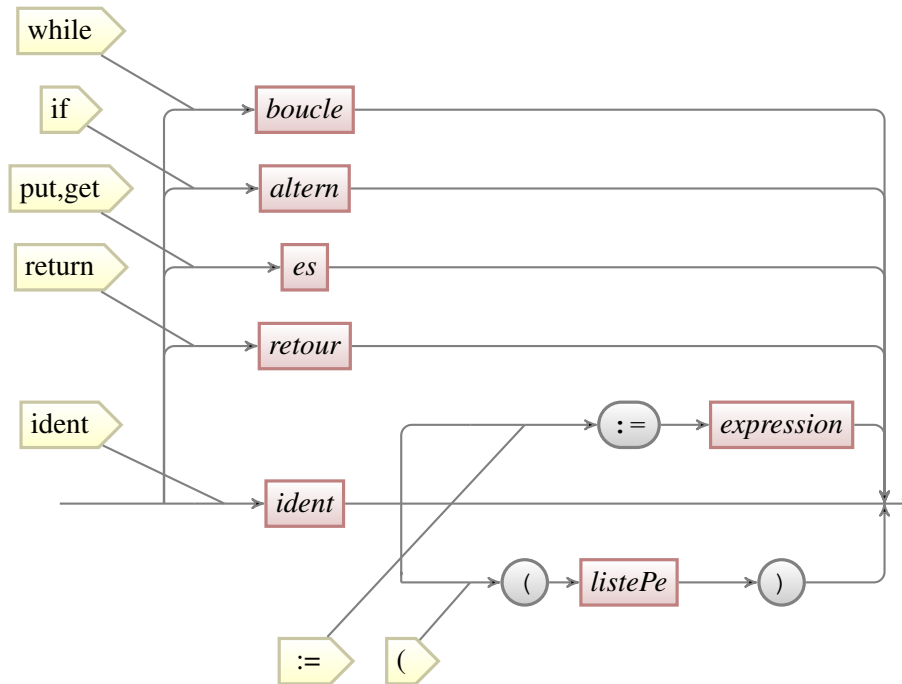 while
boucle
if
altern
put,get
es
return
retour
ident
:=
expression
ident
(
listePe
)
:=
(